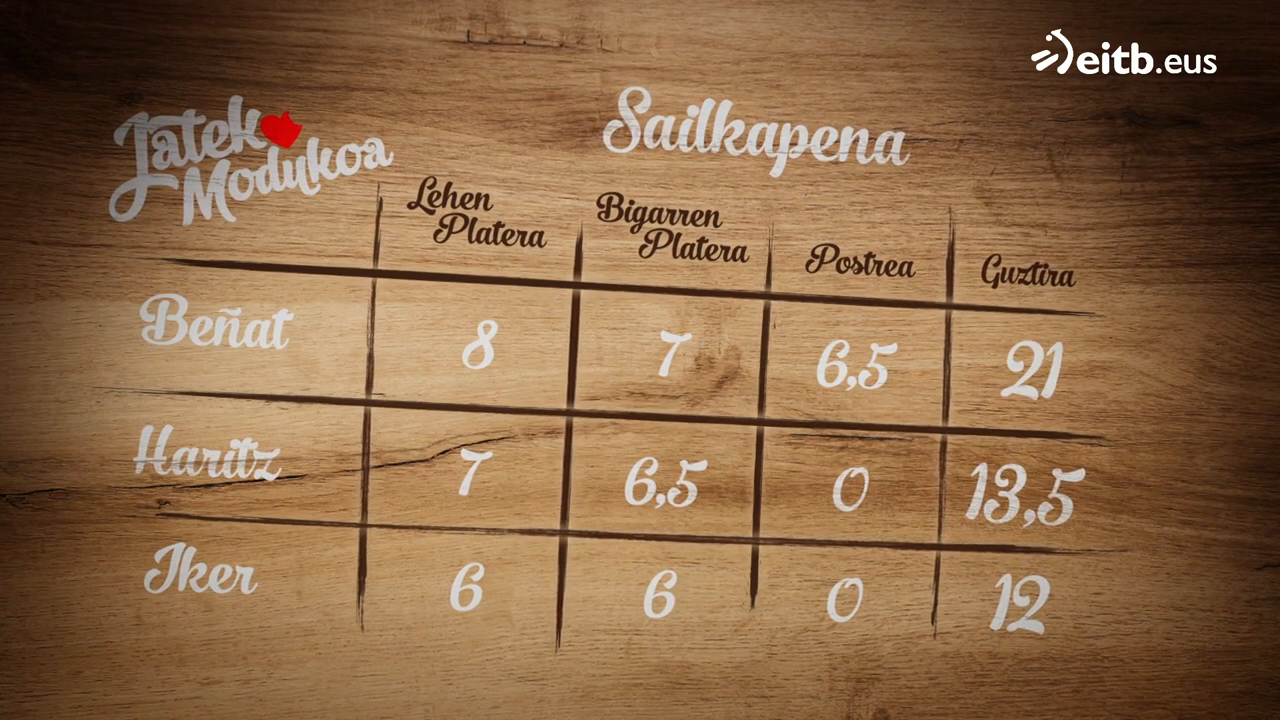 eitb.eus
Jatek
Modukoa
Sailkapena
Lehen
Platera
Bigarren
Platera
Postrea
Guztira
Beñat 8 7 6,5 21
Haritz 7 6,5 0 13,5
Iker 6 6 0 12